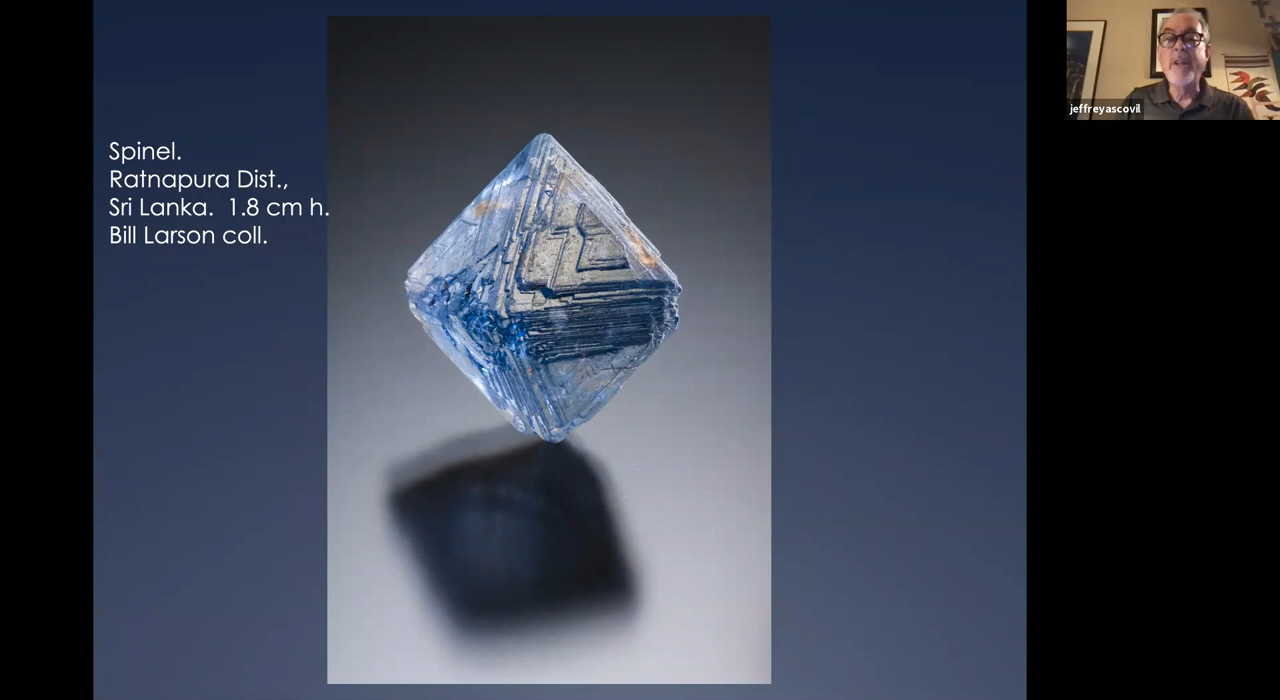 Spinel.
Ratnapura Dist.,
Sri Lanka.  1.8 cm h.
Bill Larson coll.
jeffreyascovil